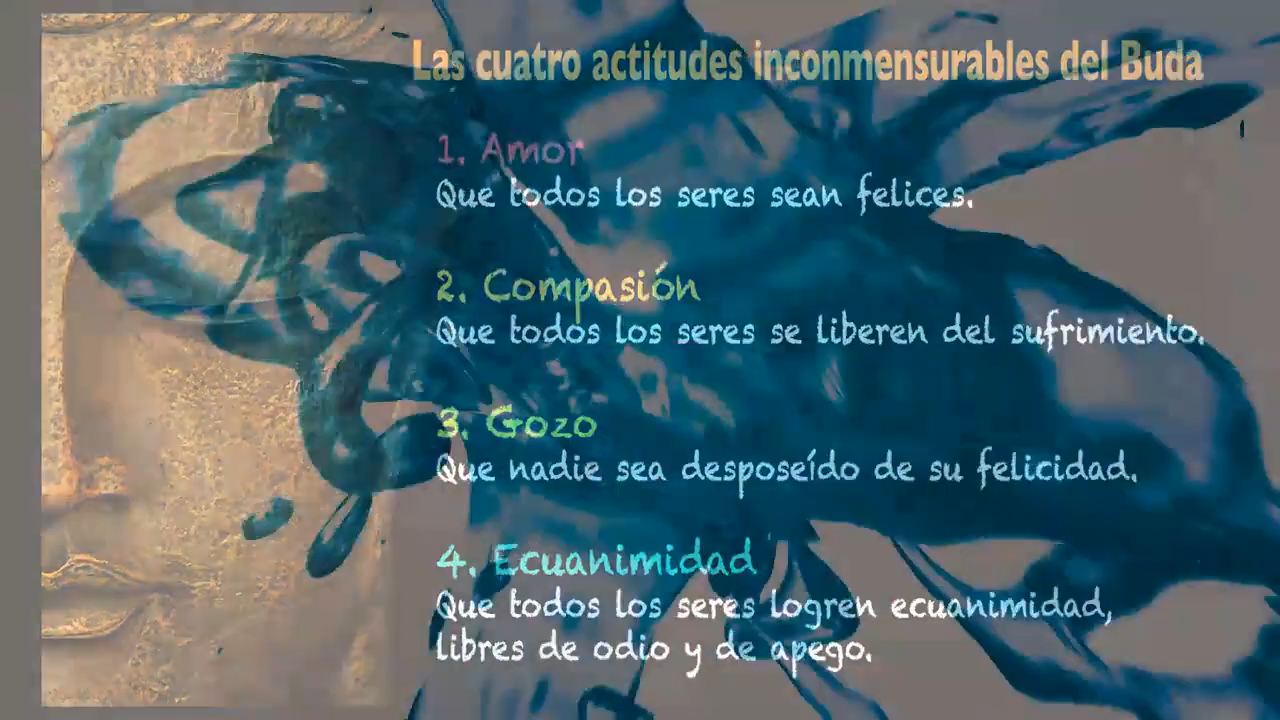 Las cuatro actitudes inconmensurables del Buda
1. Amor
Que todos los seres sean felices.
2. Compasión
Que todos los seres se liberen del sufrimiento.
3. Gozo
Que nadie sea desposeído de su felicidad.
4. Ecuanimidad
Que todos los seres logren ecuanimidad,
libres de odio y de apego.